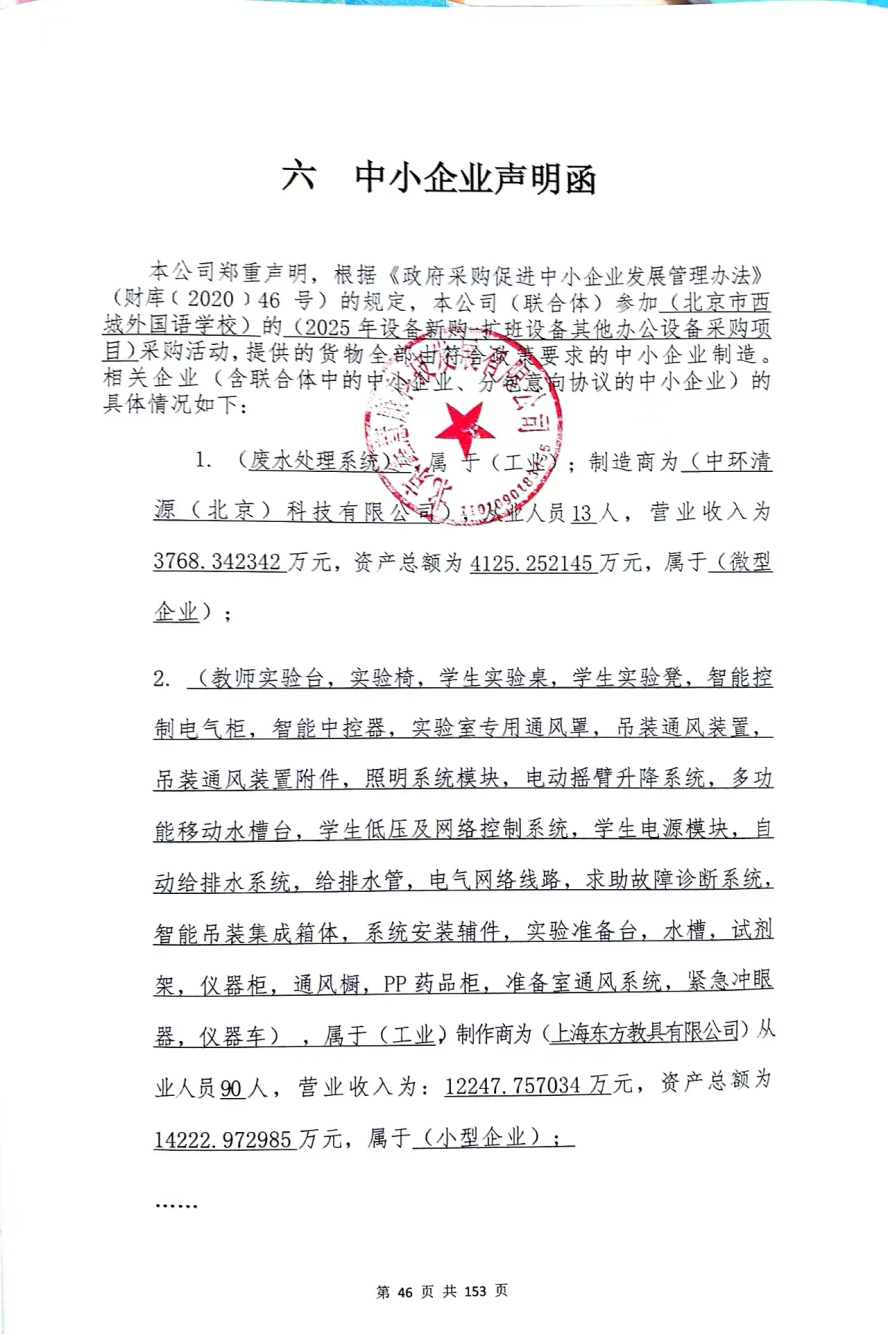 六 中小企业声明函
本公司郑重声明，根据《政府采购促进中小企业发展管理办法》
（财库﹝2020﹞46 号）的规定，本公司（联合体）参加（北京市西
城外国语学校）的（2025年设备新购-扩班设备其他办公设备采购项
目）采购活动，提供的货物全部由符合政策要求的中小企业制造。
相关企业（含联合体中的中小企业、分包意向协议的中小企业）的
具体情况如下：
1. （废水处理系统），属于（工业）；制造商为（中环清
源（北京）科技有限公司），从业人员13人，营业收入为
3768.342342万元，资产总额为4125.252145万元，属于（微型
企业）；
2. （教师实验台，实验椅，学生实验桌，学生实验凳，智能控
制电气柜，智能中控器，实验室专用通风罩，吊装通风装置，
吊装通风装置附件，照明系统模块，电动摇臂升降系统，多功
能移动水槽台，学生低压及网络控制系统，学生电源模块，自
动给排水系统，给排水管，电气网络线路，求助故障诊断系统，
智能吊装集成箱体，系统安装辅件，实验准备台，水槽，试剂
架，仪器柜，通风橱，PP药品柜，准备室通风系统，紧急冲眼
器，仪器车），属于（工业）制作商为（上海东方教具有限公司）从
业人员90人，营业收入为：12247.757034万元，资产总额为
14222.972985万元，属于（小型企业）；
……
第 46 页 共 153 页